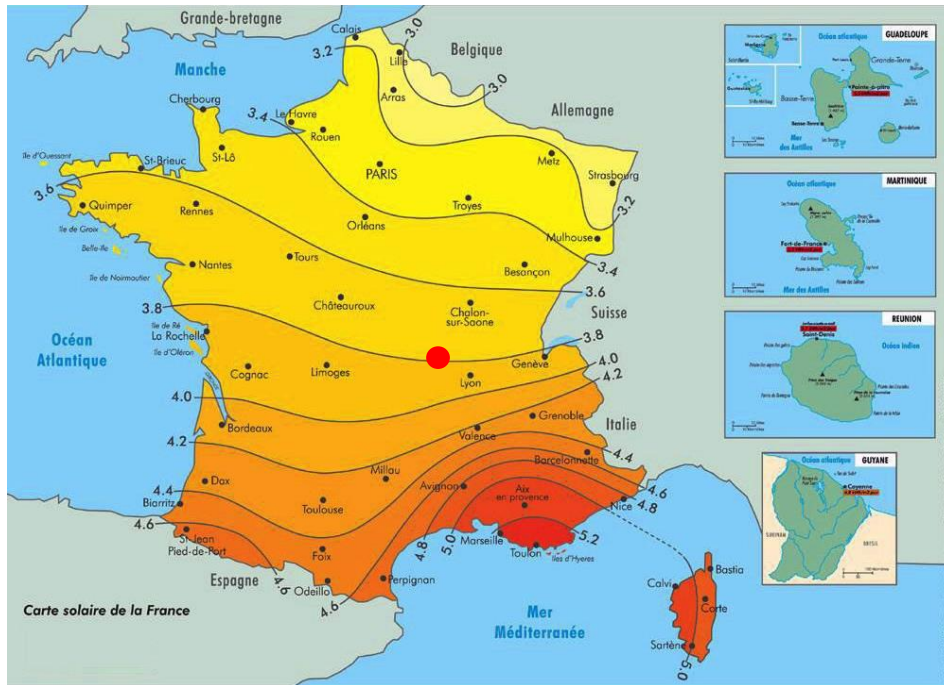 Grande-bretagne
Calais
3.0
3.2
Belgique
Lille
Manche
3.0
Arras
Cherbourg
Allemagne
Le Havre
3.4
Rouen
St-Lô
Ile d'Ouessant
St-Brieuc
PARIS
Metz
Strasbourg
3.6
Quimper
Rennes
Troyes
Ile de Groix
Orléans
3.2
Belle-Ile
Mulhouse
Nantes
Tours
Besançon
3.4
Ile de Noirmoutier
Châteauroux
3.6
3.8
Chalon-
sur-Saone
Suisse
Océan
Atlantique
Ile de Ré
La Rochelle
3.8
Ile d'Oléron
Genève
4.0
Cognac
Limoges
Lyon
4.2
4.0
Bordeaux
Grenoble
Valence
Italie
4.2
Barcelonnette
4.4
Millau
Dax
Avignon
Aix
en provence
4.6
4.4
Biarritz
Toulouse
Nice
4.8
4.6
St Jean
Pied-de-Port
4.8
5.0
Marseille
5.2
Foix
Toulon
Iles d'Hyeres
Espagne
4.6
Odeillo
Perpignan
4.6
Bastia
Calvi
Corte
Carte solaire de la France
Mer
Méditerranée
Sartène
5.0
GUADELOUPE
Océan atlantique
Grande-Terre
Pointe-à-pitre
Basse-Terre
Basse-Terre
Mer
des Antilles
MARTINIQUE
Océan atlantique
Fort-de-France
Mer des Antilles
REUNION
Saint-Denis
Océan Indien
GUYANE
Océan atlantique
Cayenne